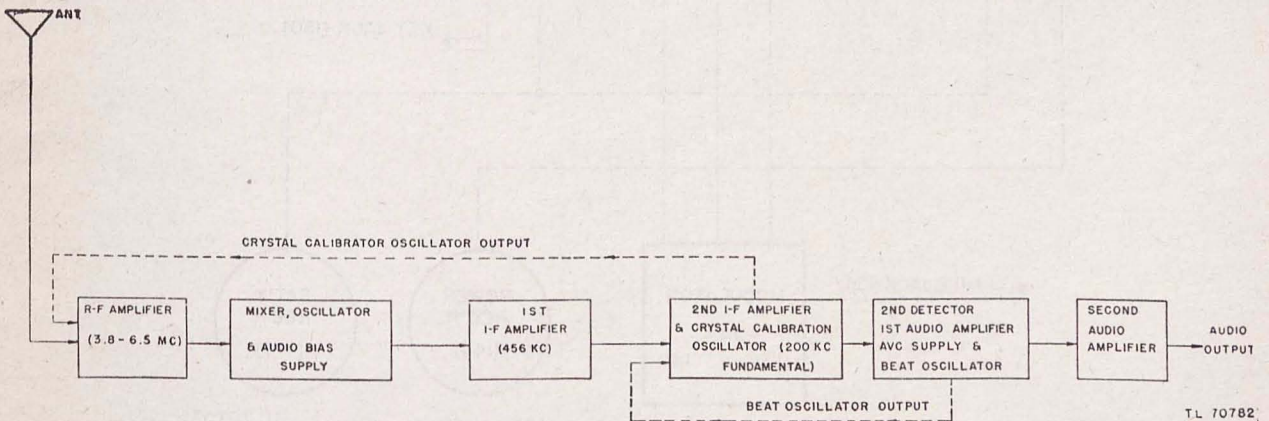 ANT.
CRYSTAL CALIBRATOR OSCILLATOR OUTPUT
R-F AMPLIFIER
(3.8 - 6.5 MC)
MIXER, OSCILLATOR
& AUDIO BIAS
SUPPLY
1ST
I-F AMPLIFIER
(456 KC)
2ND I-F AMPLIFIER
& CRYSTAL CALIBRATION
OSCILLATOR (200 KC
FUNDAMENTAL)
2ND DETECTOR
1ST AUDIO AMPLIFIER
AVC SUPPLY &
BEAT OSCILLATOR
SECOND
AUDIO
AMPLIFIER
AUDIO
OUTPUT
BEAT OSCILLATOR OUTPUT
TL 70782